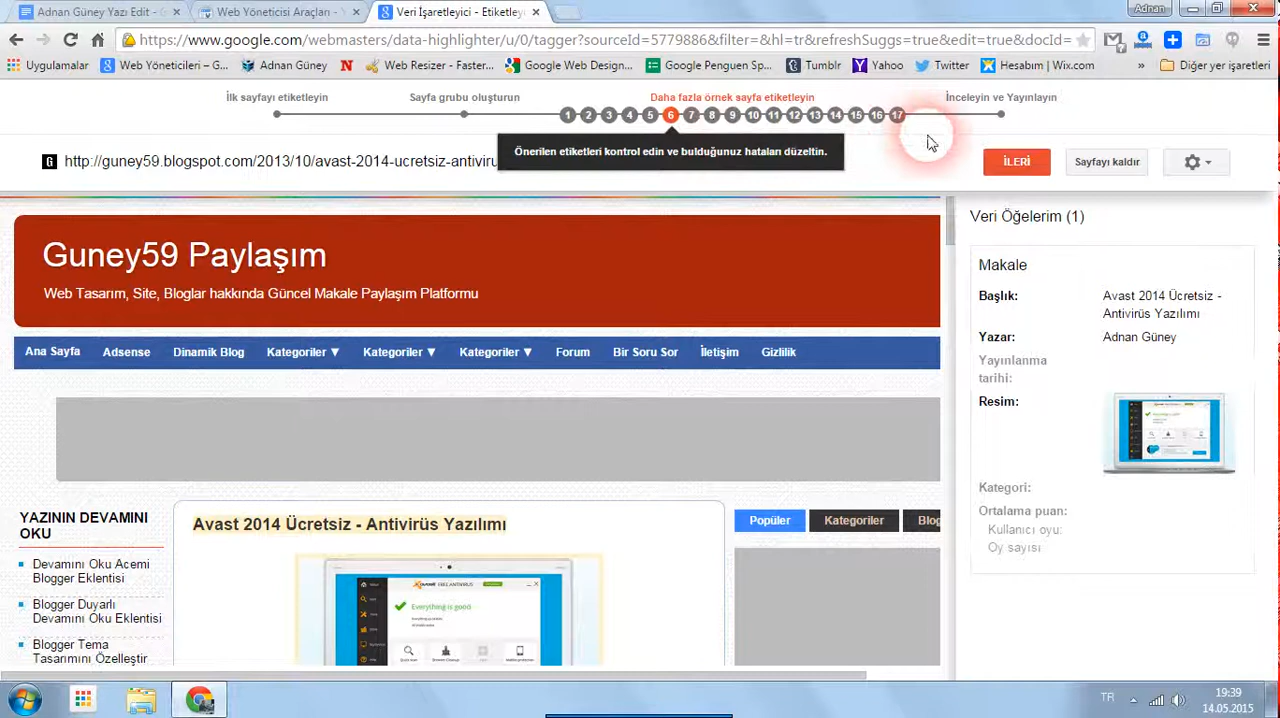 Adnan Güney Yazı Edit -
Web Yöneticisi Araçları -
Veri İşaretleyici - Etiketley
Adnan
https://www.google.com/webmasters/data-highlighter/u/0/tagger?sourceId=5779886&filter=&hl=tr&refreshSuggs=true&edit=true&docId=
Uygulamalar
Web Yöneticileri – G...
Adnan Güney
Web Resizer - Faster...
Google Web Design...
Google Penguen Sp...
Tumblr
Yahoo
Twitter
Hesabım | Wix.com
»
Diğer yer işaretleri
İlk sayfayı etiketleyin
Sayfa grubu oluşturun
Daha fazla örnek sayfa etiketleyin
İnceleyin ve Yayınlayın
1 2 3 4 5 6 7 8 9 10 11 12 13 14 15 16 17
Önerilen etiketleri kontrol edin ve bulduğunuz hataları düzeltin.
http://guney59.blogspot.com/2013/10/avast-2014-ucretsiz-antiviru
İLERİ
Sayfayı kaldır
Guney59 Paylaşım
Web Tasarım, Site, Bloglar hakkında Güncel Makale Paylaşım Platformu
Ana Sayfa
Adsense
Dinamik Blog
Kategoriler ▼
Kategoriler ▼
Kategoriler ▼
Forum
Bir Soru Sor
İletişim
Gizlilik
YAZININ DEVAMINI
OKU
Devamını Oku Acemi
Blogger Eklentisi
Blogger Duyarlı
Devamını Oku Eklentisi
Blogger Tema
Tasarımını Özelleştir
Avast 2014 Ücretsiz - Antivirüs Yazılımı
Everything is good
Popüler
Kategoriler
Blog
Veri Öğelerim (1)
Makale
Başlık:
Avast 2014 Ücretsiz -
Antivirüs Yazılımı
Yazar:
Adnan Güney
Yayınlanma
tarihi:
Resim:
Kategori:
Ortalama puan:
Kullanıcı oyu:
Oy sayısı
TR
19:39
14.05.2015